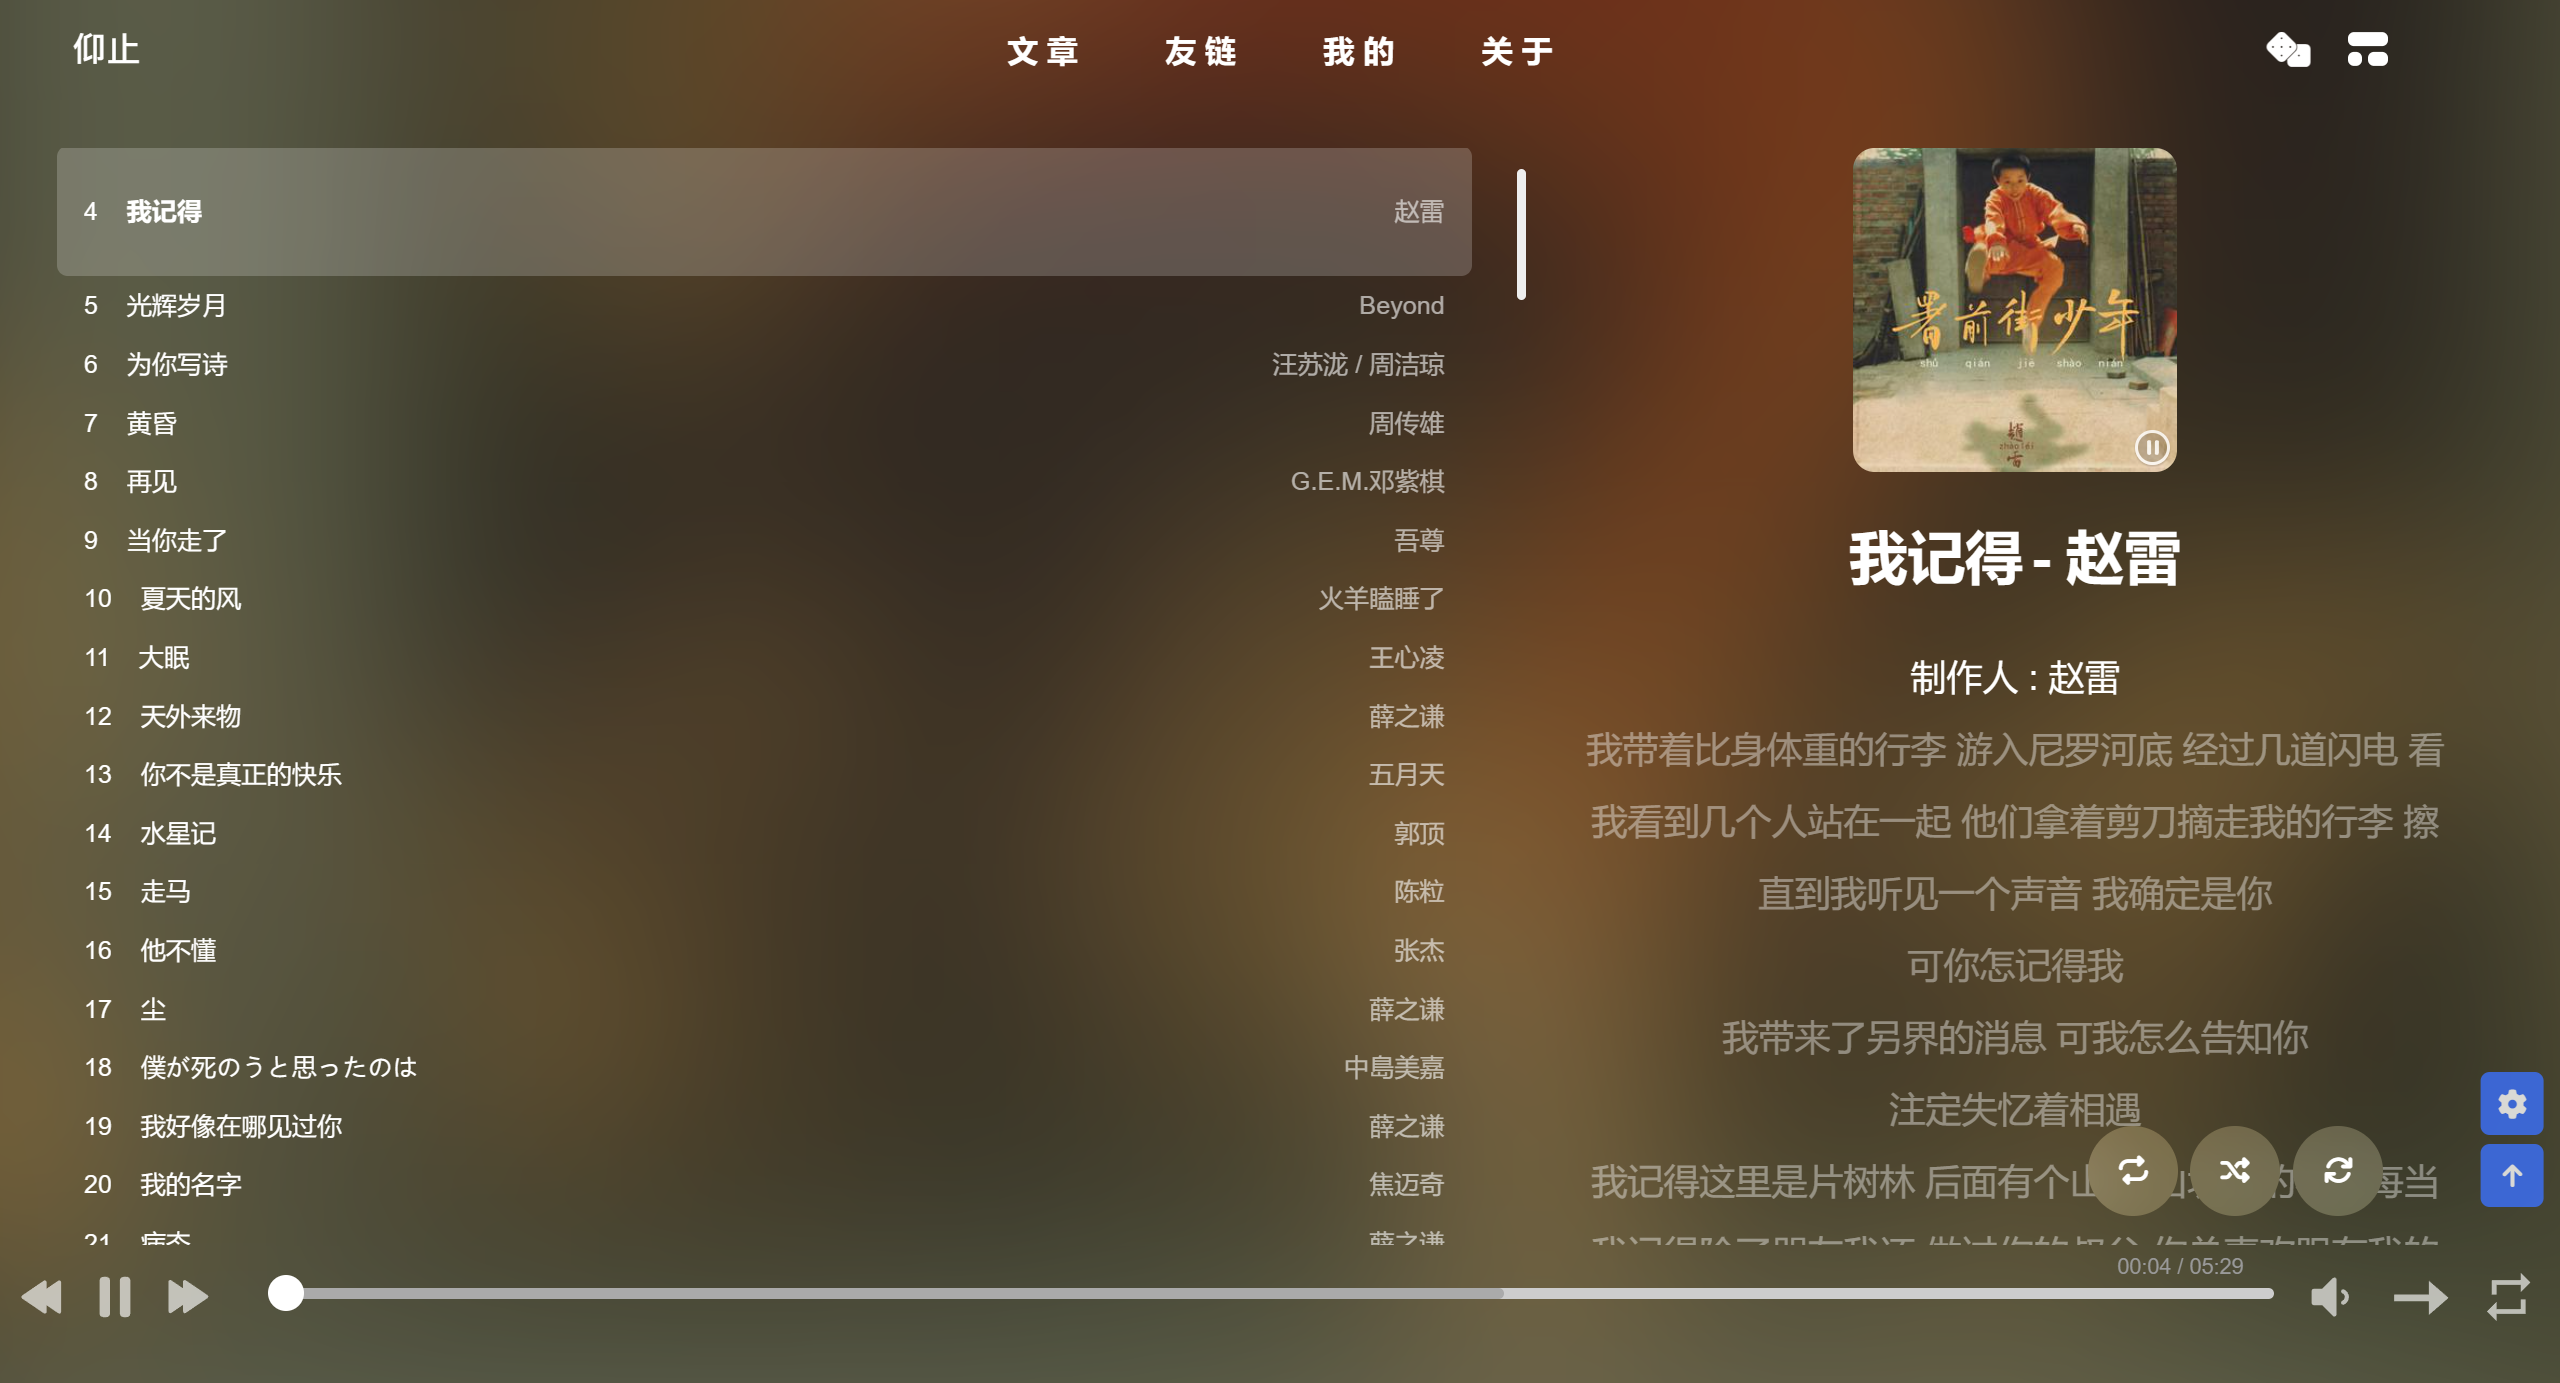 仰止
文章 友链 我的 关于
4 我记得 赵雷
5 光辉岁月 Beyond
6 为你写诗 汪苏泷 / 周洁琼
7 黄昏 周传雄
8 再见 G.E.M.邓紫棋
9 当你走了 吾尊
10 夏天的风 火羊瞌睡了
11 大眠 王心凌
12 天外来物 薛之谦
13 你不是真正的快乐 五月天
14 水星记 郭顶
15 走马 陈粒
16 他不懂 张杰
17 尘 薛之谦
18 僕が死のうと思ったのは 中島美嘉
19 我好像在哪见过你 薛之谦
20 我的名字 焦迈奇
21 病态 薛之谦
署前街少年
shǔ qián jiē shào nián
趙
zhào léi
雷
我记得 - 赵雷
制作人 : 赵雷
我带着比身体重的行李 游入尼罗河底 经过几道闪电 看
我看到几个人站在一起 他们拿着剪刀摘走我的行李 擦
直到我听见一个声音 我确定是你
可你怎记得我
我带来了另界的消息 可我怎么告知你
注定失忆着相遇
我记得这里是片树林 后面有个山 的 每当
00:04 / 05:29